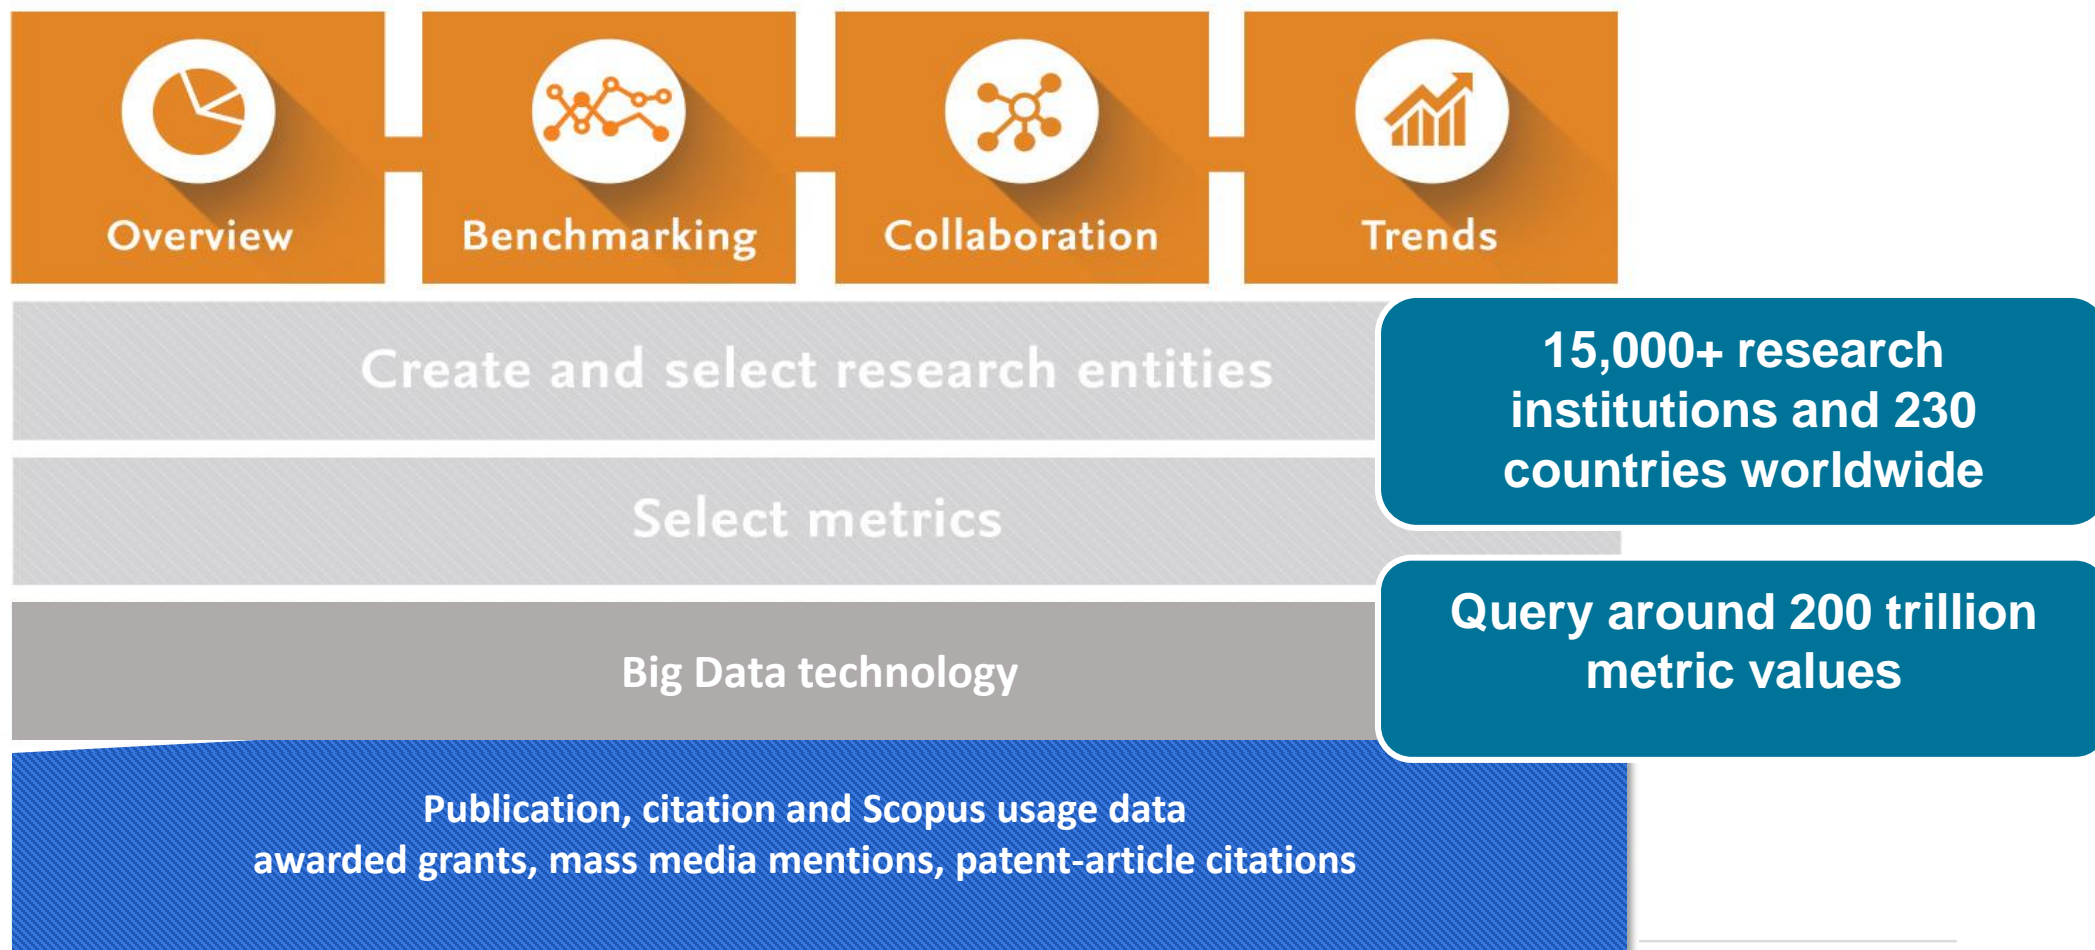 Overview
Benchmarking
Collaboration
Trends
Create and select research entities
15,000+ research
institutions and 230
countries worldwide
Select metrics
Query around 200 trillion
metric values
Big Data technology
Publication, citation and Scopus usage data
awarded grants, mass media mentions, patent-article citations